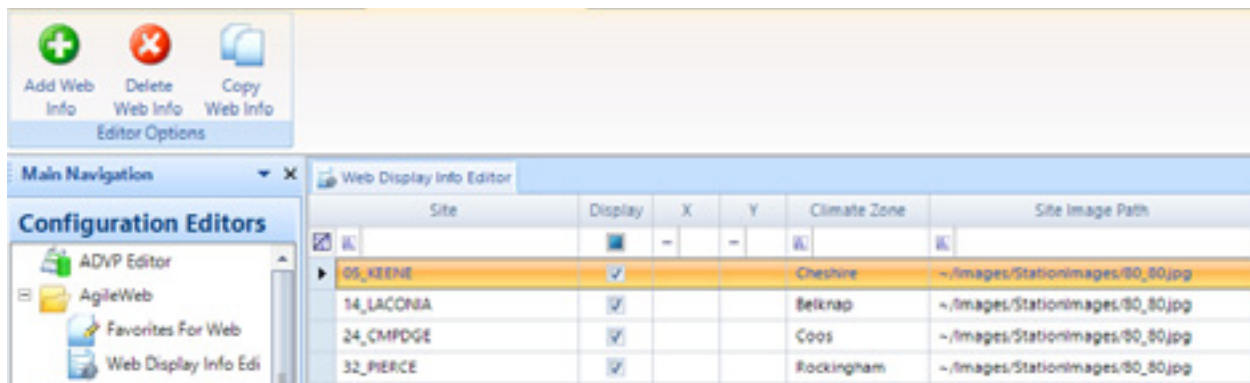 Add Web Info
Delete Web Info
Copy Web Info
Editor Options
Main Navigation
Web Display Info Editor
Configuration Editors
ADVP Editor
AgileWeb
Favorites For Web
Web Display Info Edi
Site Display X Y Climate Zone Site Image Path
05_KEENE Cheshire ~/Images/StationImages/80_80.jpg
14_LACONIA Belknap ~/Images/StationImages/80_80.jpg
24_CMPDGE Coos ~/Images/StationImages/80_80.jpg
32_PIERCE Rockingham ~/Images/StationImages/80_80.jpg